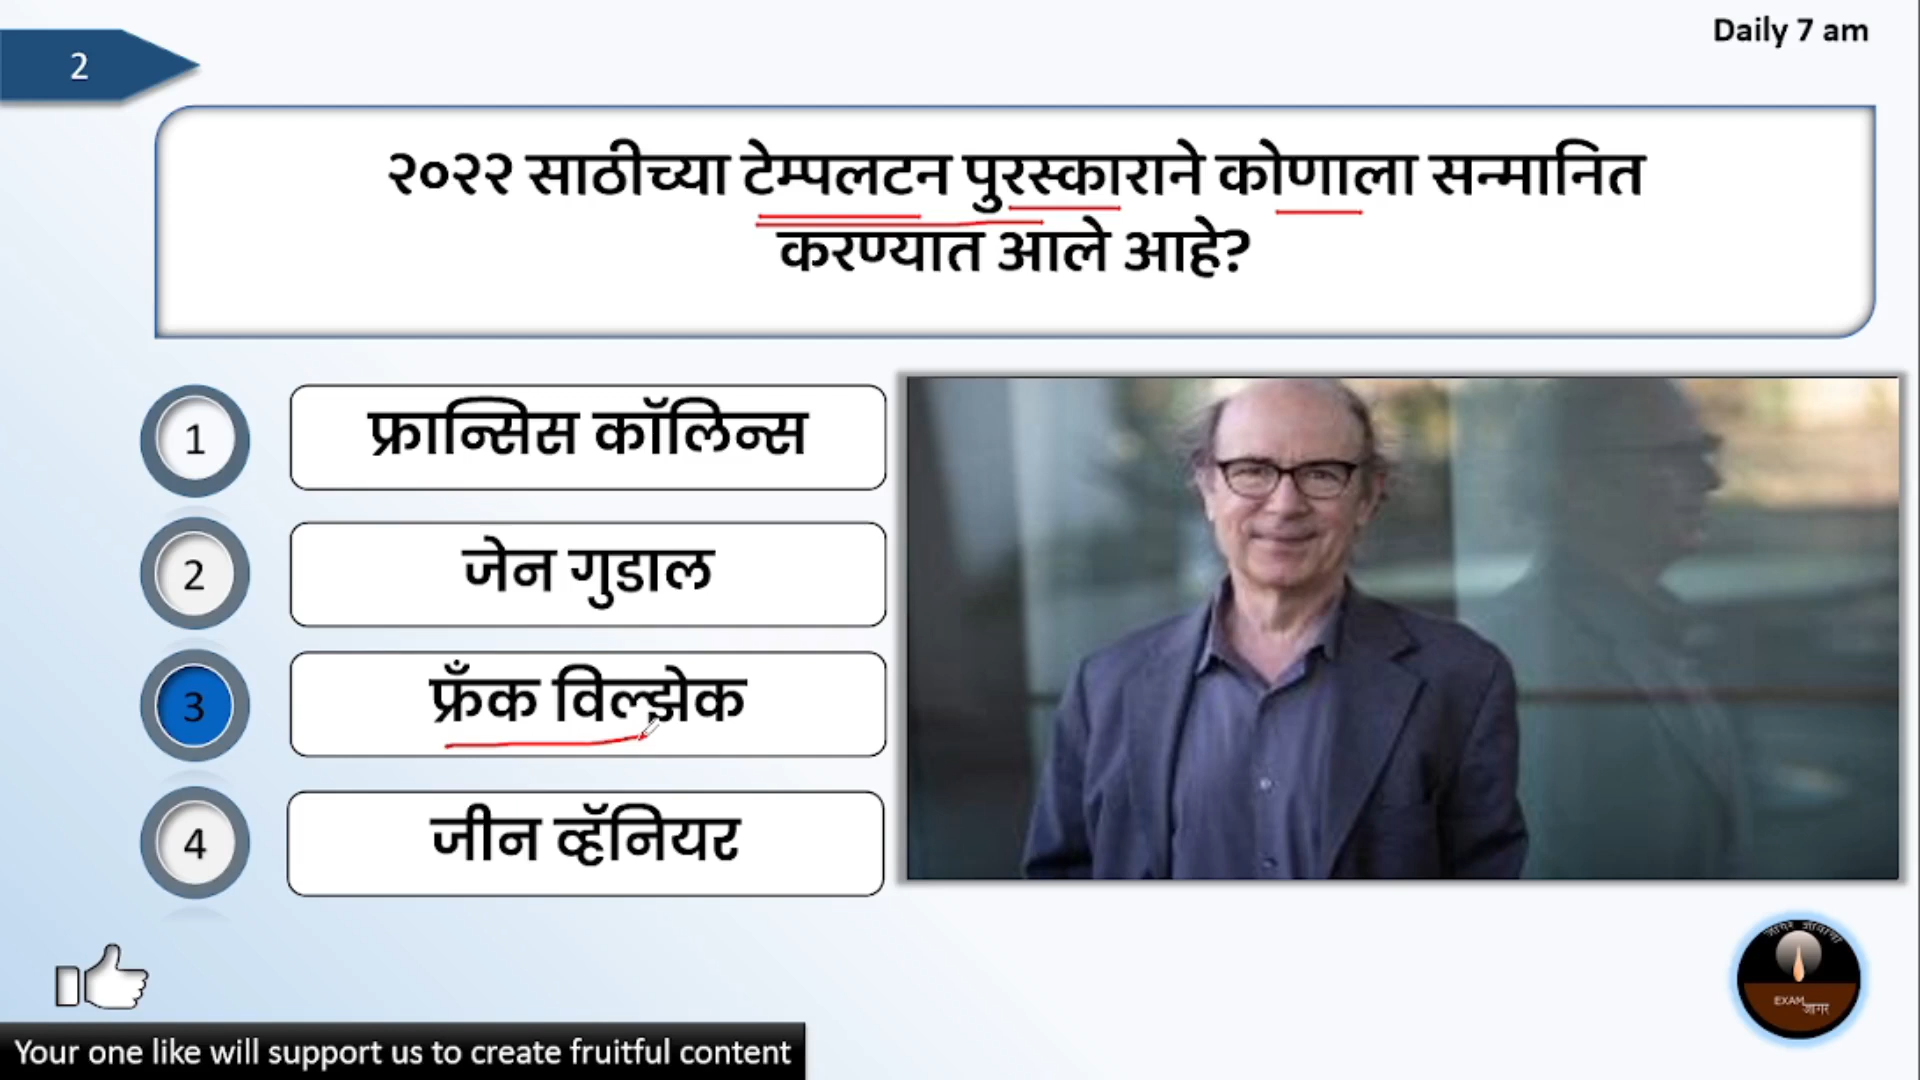 Daily 7 am
2
२०२२ साठीच्या टेम्पलटन पुरस्काराने कोणाला सन्मानित
करण्यात आले आहे?
1
फ्रान्सिस कॉलिन्स
2
जेन गुडाल
3
फ्रँक विल्झेक
4
जीन व्हॅनियर
EXAM
जागर
Your one like will support us to create fruitful content